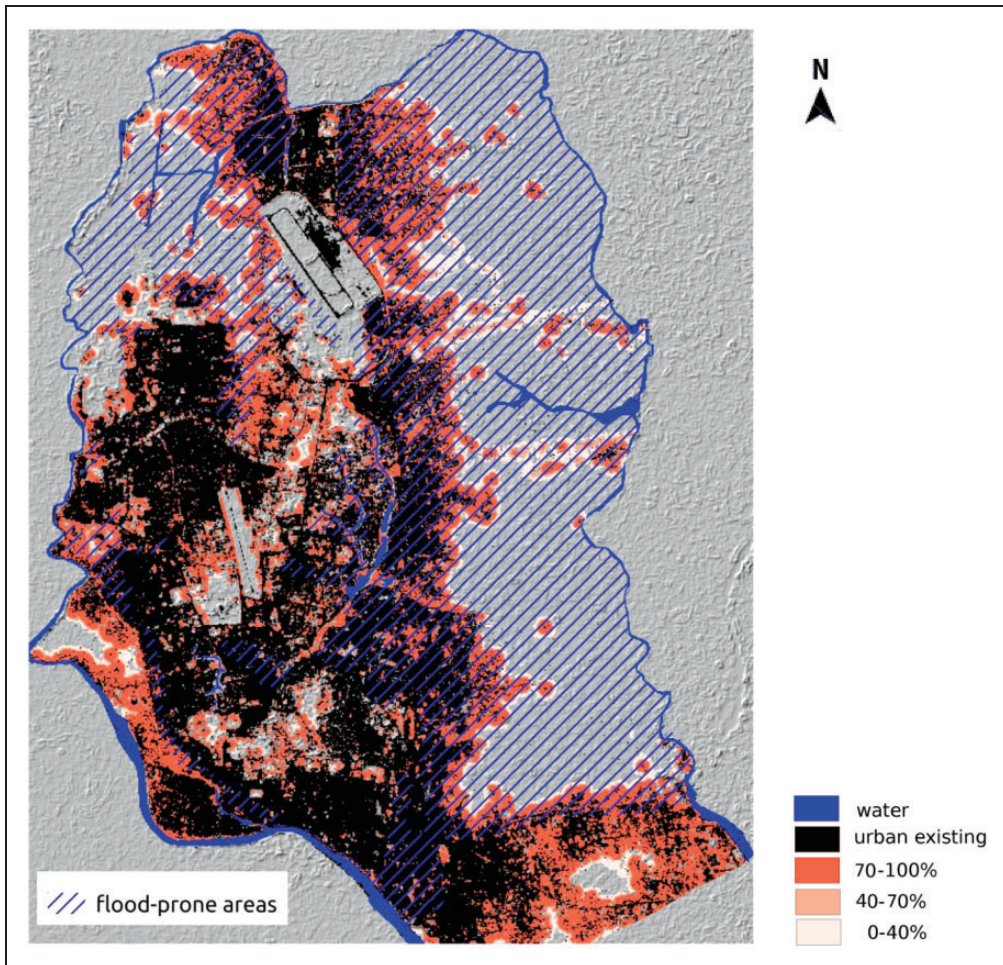 N
water
urban existing
70-100%
40-70%
0-40%
flood-prone areas